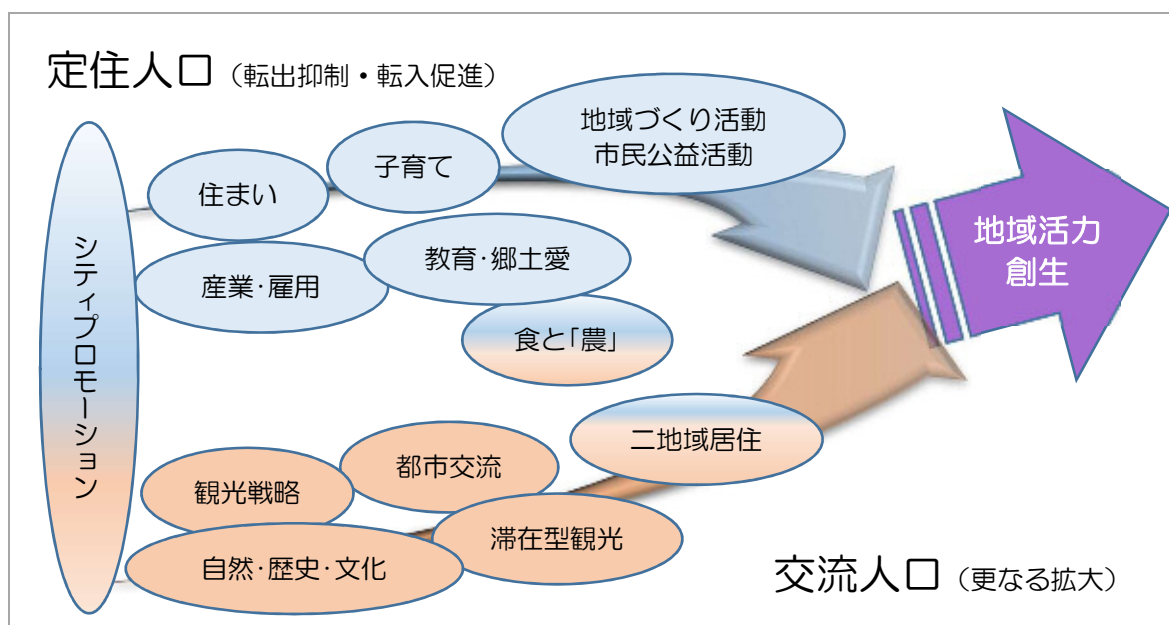 定住人口（転出抑制・転入促進）
シティプロモーション
住まい
子育て
地域づくり活動
市民公益活動
産業・雇用
教育・郷土愛
食と「農」
地域活力
創生
二地域居住
都市交流
観光戦略
滞在型観光
自然・歴史・文化
交流人口（更なる拡大）